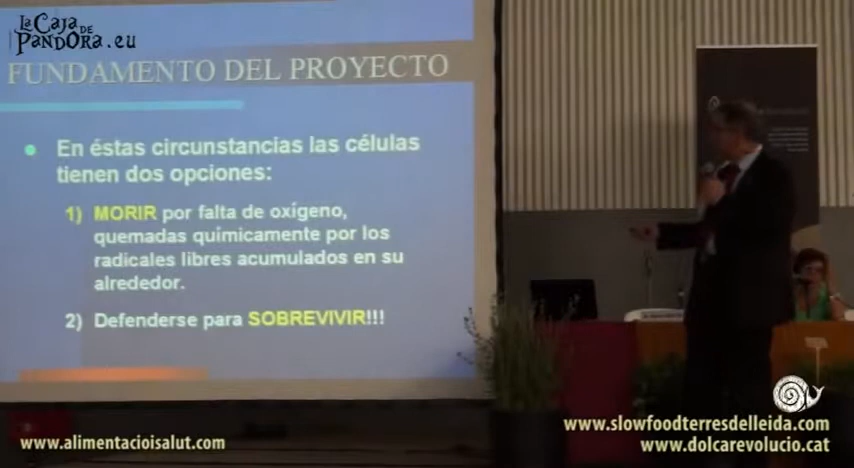 La Caja
DE
PANDORA.eu
FUNDAMENTO DEL PROYECTO
En éstas circunstancias las células
tienen dos opciones:
1) MORIR por falta de oxígeno,
quemadas químicamente por los
radicales libres acumulados en su
alrededor.
2) Defenderse para SOBREVIVIR!!!
www.alimentacioisalut.com
www.slowfoodterresdelleida.com
www.dolcarevolucio.cat